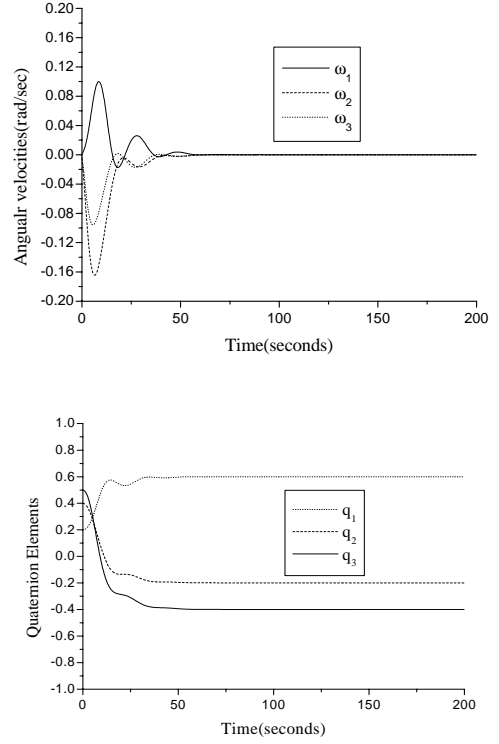 0.20
0.16
0.12
0.08
0.04
0.00
-0.04
-0.08
-0.12
-0.16
-0.20
Angualr velocities(rad/sec)
ω1
ω2
ω3
0 50 100 150 200
Time(seconds)
1.0
0.8
0.6
0.4
0.2
0.0
-0.2
-0.4
-0.6
-0.8
-1.0
Quaternion Elements
q1
q2
q3
0 50 100 150 200
Time(seconds)